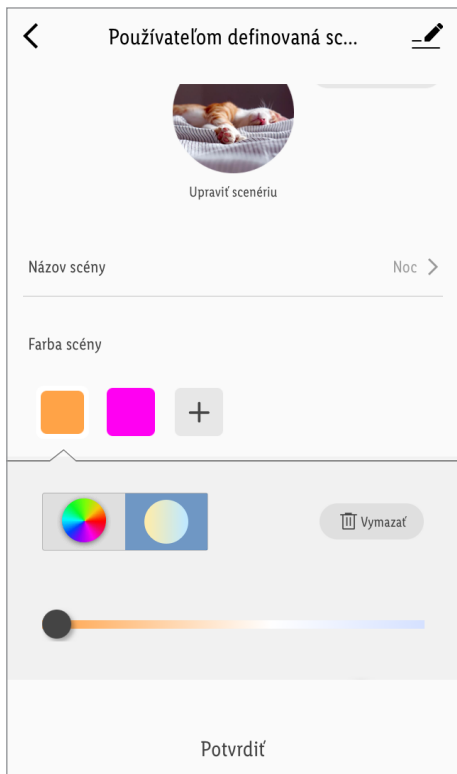 Používateľom definovaná sc...
Upraviť scenériu
Názov scény
Noc
Farba scény
Vymazať
Potvrdiť